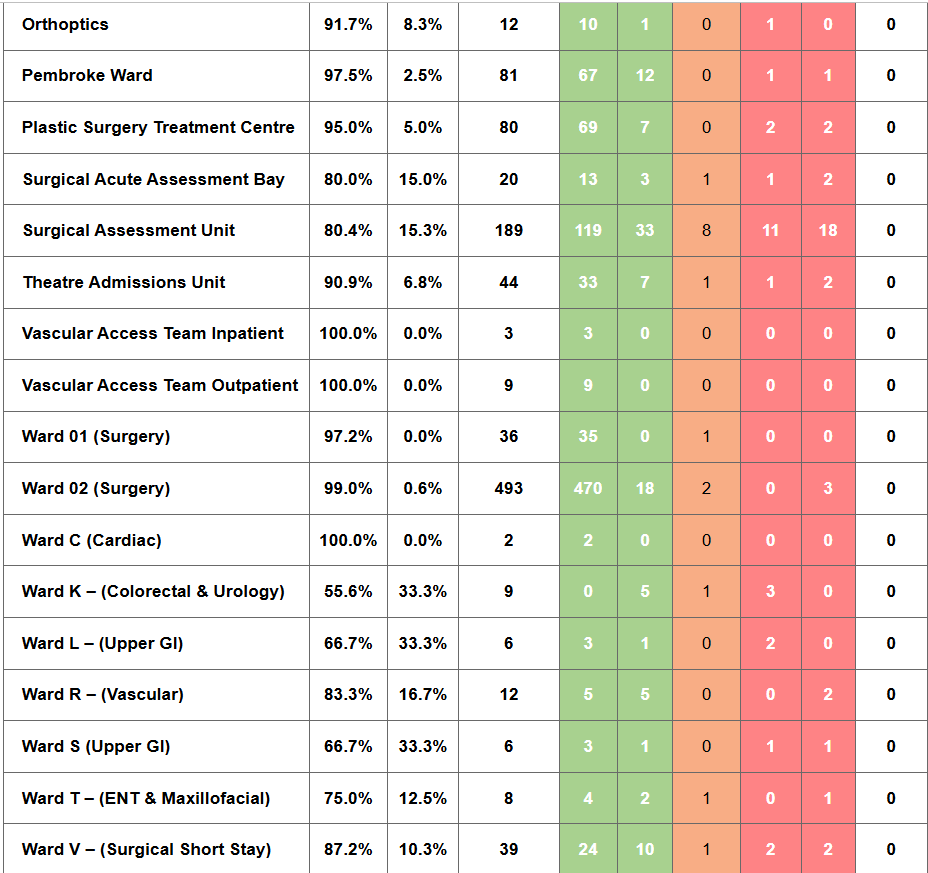 Orthoptics 91.7% 8.3% 12 10 1 0 1 0 0
Pembroke Ward 97.5% 2.5% 81 67 12 0 1 1 0
Plastic Surgery Treatment Centre 95.0% 5.0% 80 69 7 0 2 2 0
Surgical Acute Assessment Bay 80.0% 15.0% 20 13 3 1 1 2 0
Surgical Assessment Unit 80.4% 15.3% 189 119 33 8 11 18 0
Theatre Admissions Unit 90.9% 6.8% 44 33 7 1 1 2 0
Vascular Access Team Inpatient 100.0% 0.0% 3 3 0 0 0 0 0
Vascular Access Team Outpatient 100.0% 0.0% 9 9 0 0 0 0 0
Ward 01 (Surgery) 97.2% 0.0% 36 35 0 1 0 0 0
Ward 02 (Surgery) 99.0% 0.6% 493 470 18 2 0 3 0
Ward C (Cardiac) 100.0% 0.0% 2 2 0 0 0 0 0
Ward K – (Colorectal & Urology) 55.6% 33.3% 9 0 5 1 3 0 0
Ward L – (Upper GI) 66.7% 33.3% 6 3 1 0 2 0 0
Ward R – (Vascular) 83.3% 16.7% 12 5 5 0 0 2 0
Ward S (Upper GI) 66.7% 33.3% 6 3 1 0 1 1 0
Ward T – (ENT & Maxillofacial) 75.0% 12.5% 8 4 2 1 0 1 0
Ward V – (Surgical Short Stay) 87.2% 10.3% 39 24 10 1 2 2 0